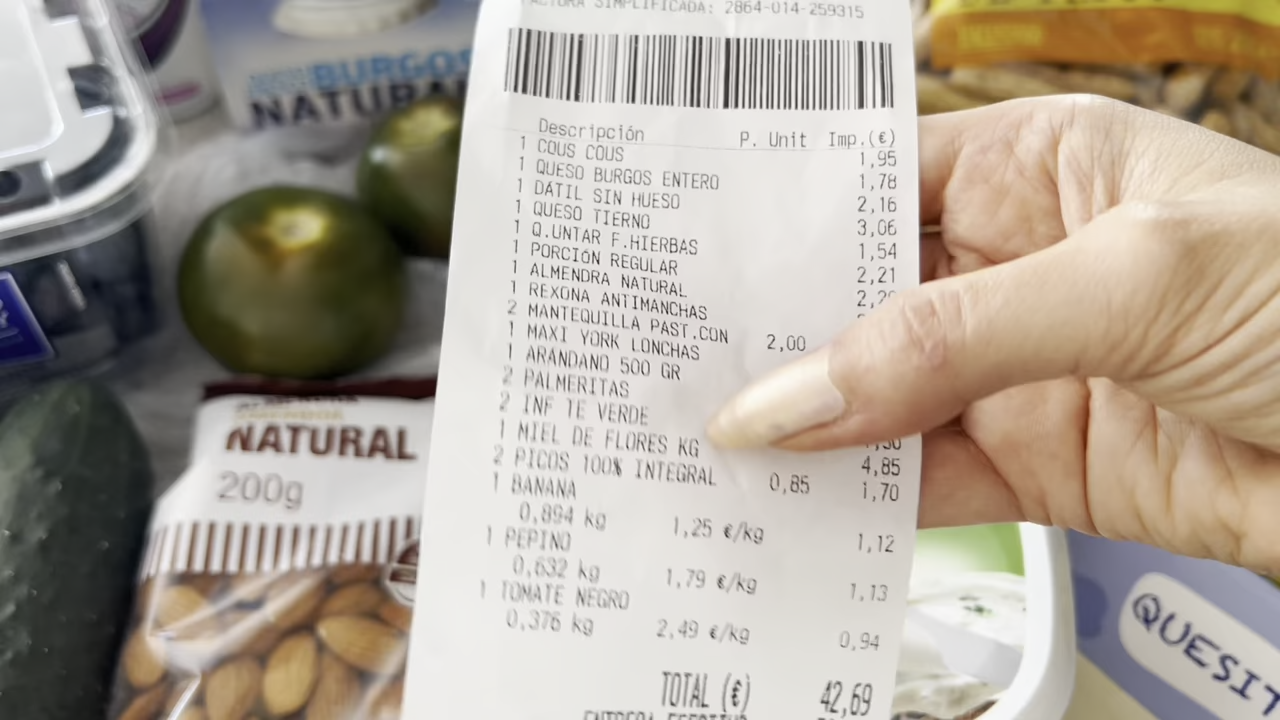 FACTURA SIMPLIFICADA: 2864-014-259315
Descripción P. Unit Imp.(€)
1 COUS COUS 1,95
1 QUESO BURGOS ENTERO 1,78
1 DATIL SIN HUESO 2,16
1 QUESO TIERNO 3,06
1 Q.UNTAR F.HIERBAS 1,54
1 PORCIÓN REGULAR 2,21
1 ALMENDRA NATURAL
1 REXONA ANTIMANCHAS
2 MANTEQUILLA PAST.CON 2,00
1 MAXI YORK LONCHAS
1 ARANDANO 500 GR
2 PALMERITAS
2 INF TE VERDE
1 MIEL DE FLORES KG 4,85
2 PICOS 100% INTEGRAL 0,85 1,70
1 BANANA
0,894 kg 1,25 €/kg 1,12
1 PEPINO
0,632 kg 1,79 €/kg 1,13
1 TOMATE NEGRO
0,376 kg 2,49 €/kg 0,94
TOTAL (€) 42,69
BURGOS
NATURAL
NATURAL
200g
QUESIT